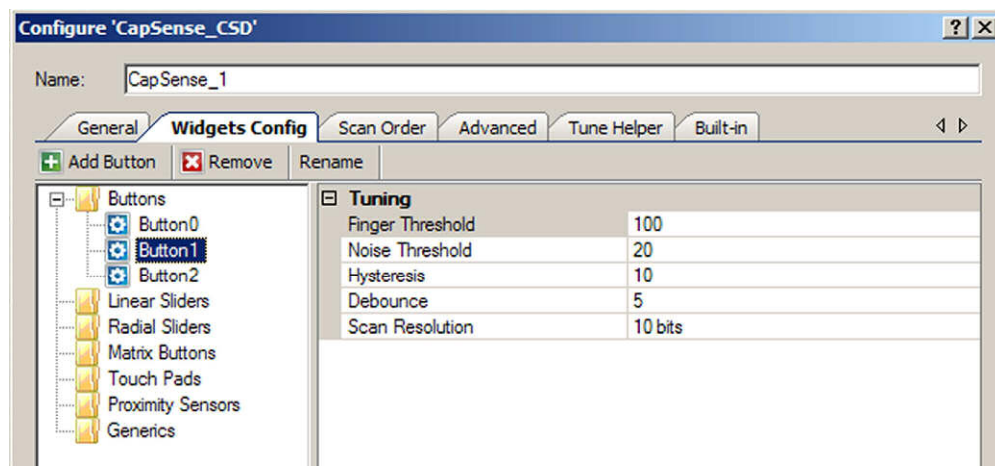 Configure 'CapSense_CSD'
Name: CapSense_1
General Widgets Config Scan Order Advanced Tune Helper Built-in
Add Button Remove Rename
Buttons
Button0
Button1
Button2
Linear Sliders
Radial Sliders
Matrix Buttons
Touch Pads
Proximity Sensors
Generics
Tuning
Finger Threshold 100
Noise Threshold 20
Hysteresis 10
Debounce 5
Scan Resolution 10 bits